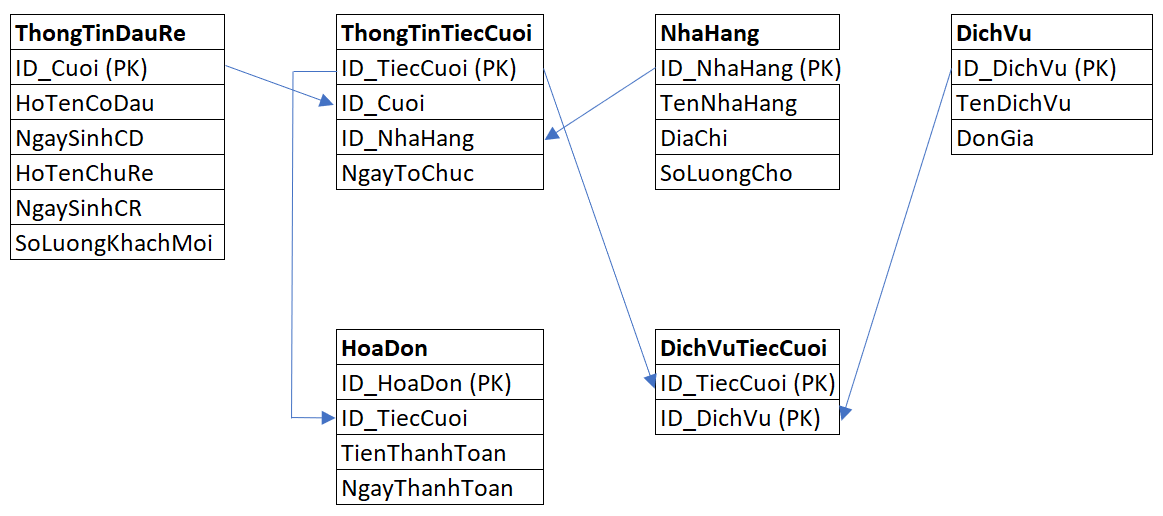 ThongTinDauRe
ID_Cuoi (PK)
HoTenCoDau
NgaySinhCD
HoTenChuRe
NgaySinhCR
SoLuongKhachMoi
ThongTinTiecCuoi
ID_TiecCuoi (PK)
ID_Cuoi
ID_NhaHang
NgayToChuc
NhaHang
ID_NhaHang (PK)
TenNhaHang
DiaChi
SoLuongCho
DichVu
ID_DichVu (PK)
TenDichVu
DonGia
HoaDon
ID_HoaDon (PK)
ID_TiecCuoi
TienThanhToan
NgayThanhToan
DichVuTiecCuoi
ID_TiecCuoi (PK)
ID_DichVu (PK)